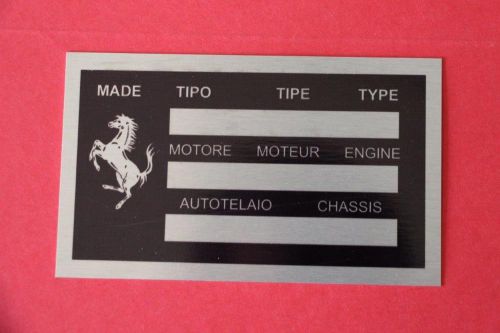 MADE TIPO TIPE TYPE
MOTORE MOTEUR ENGINE
AUTOTELAIO CHASSIS